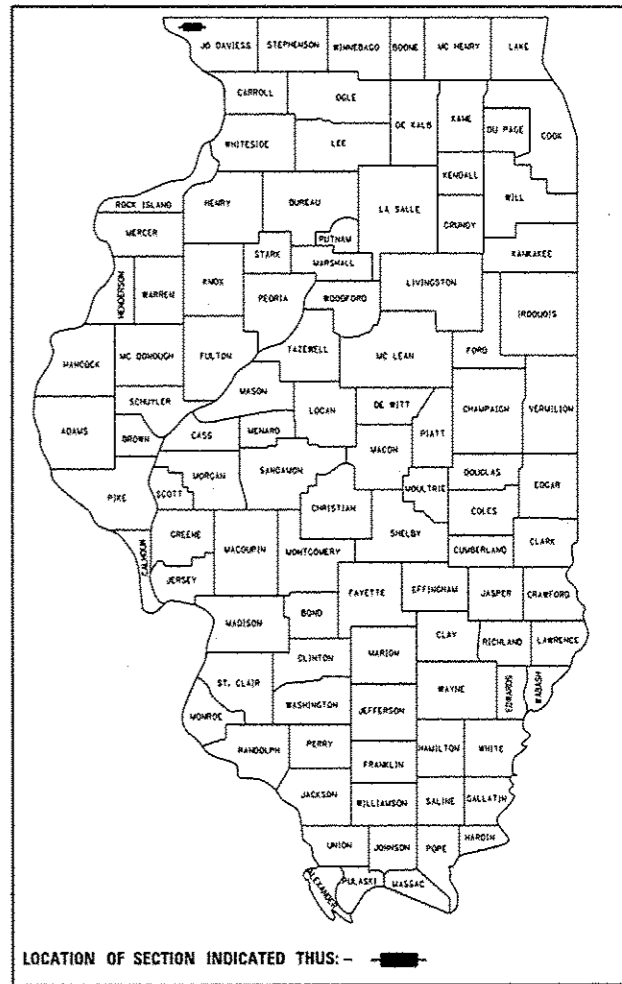 JO DAVIESS STEPHENSON WINNEBAGO BOONE MC HENRY LAKE
CARROLL OGLE
DE KALB KANE DU PAGE COOK
WHITESIDE LEE
KENDALL WILL
ROCK ISLAND HENRY BUREAU LA SALLE GRUNDY
MERCER PUTNAM
STARK MARSHALL KANKAKEE
HENDERSON WARREN KNOX PEORIA WOODFORD LIVINGSTON IROQUOIS
HANCOCK MC DONOUGH FULTON TAZEWELL MC LEAN FORD
SCHUYLER MASON
ADAMS BROWN CASS MENARD LOGAN DE WITT PIATT CHAMPAIGN VERMILION
MACON
PIKE SCOTT MORGAN SANGAMON CHRISTIAN MOULTRIE DOUGLAS EDGAR
COLES
CALHOUN GREENE MACOUPIN MONTGOMERY SHELBY CUMBERLAND CLARK
JERSEY
FAYETTE EFFINGHAM JASPER CRAWFORD
MADISON BOND
CLAY RICHLAND LAWRENCE
CLINTON MARION
ST. CLAIR WAYNE EDWARDS WABASH
MONROE WASHINGTON JEFFERSON
RANDOLPH PERRY HAMILTON WHITE
FRANKLIN
JACKSON WILLIAMSON SALINE GALLATIN
UNION JOHNSON POPE HARDIN
ALEXANDER PULASKI MASSAC
LOCATION OF SECTION INDICATED THUS: -